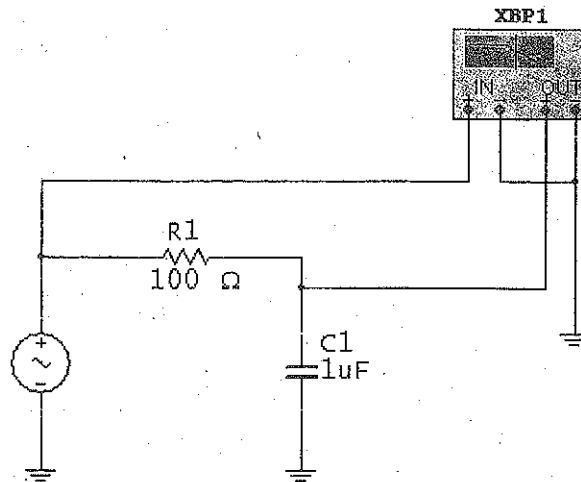 XBP1
IN OUT
R1
100 Ω
C1
1uF